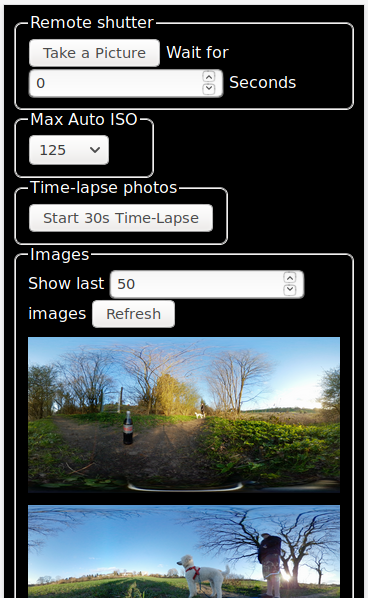 Remote shutter
Take a Picture Wait for
0 Seconds
Max Auto ISO
125
Time-lapse photos
Start 30s Time-Lapse
Images
Show last 50
images Refresh